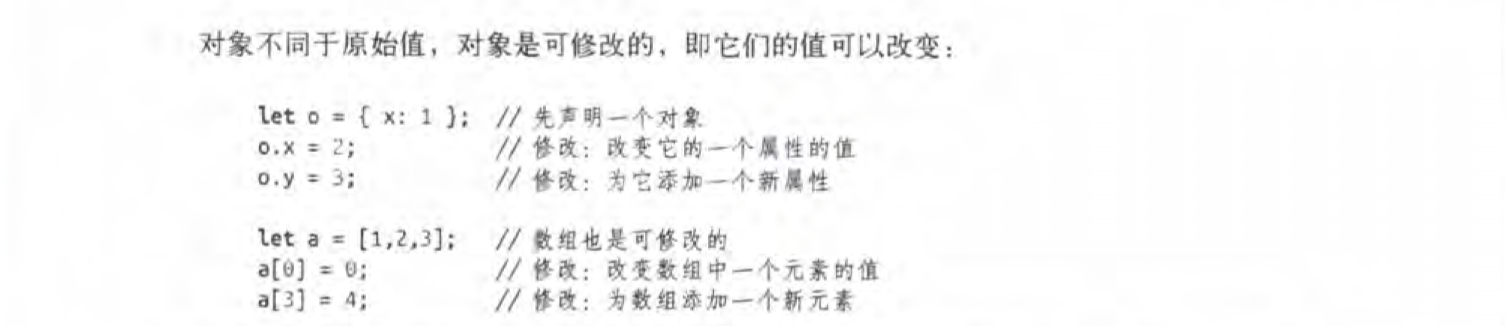 对象不同于原始值，对象是可修改的，即它们的值可以改变：
let o = { x: 1 }; // 先声明一个对象
o.x = 2; // 修改：改变它的一个属性的值
o.y = 3; // 修改：为它添加一个新属性
let a = [1,2,3]; // 数组也是可修改的
a[0] = 0; // 修改：改变数组中一个元素的值
a[3] = 4; // 修改：为数组添加一个新元素